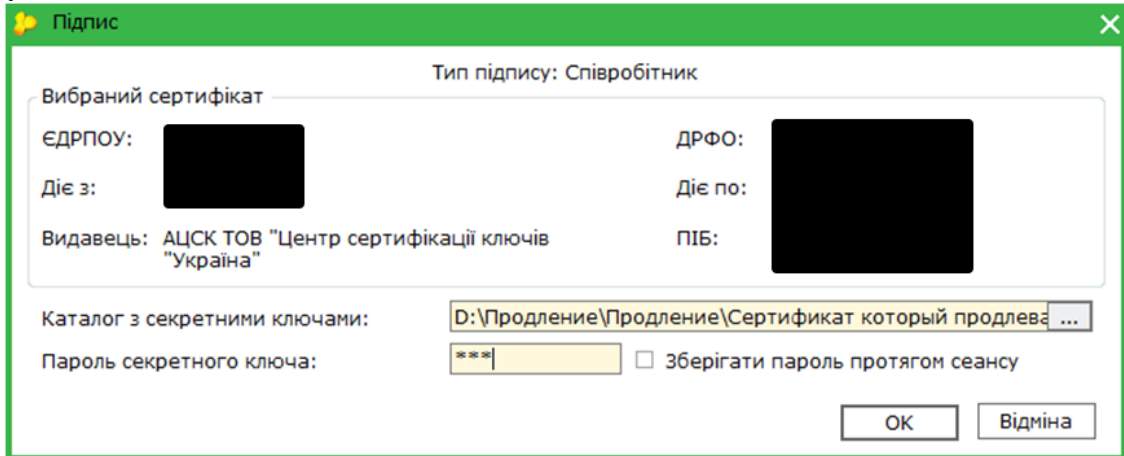 Підпис
Тип підпису: Співробітник
Вибраний сертифікат
ЄДРПОУ:
ДРФО:
Діє з:
Діє по:
Видавець: АЦСК ТОВ "Центр сертифікації ключів
"Україна"
ПІБ:
Каталог з секретними ключами: D:\Продление\Продление\Сертификат который продлева ...
Пароль секретного ключа: *** Зберігати пароль протягом сеансу
ОК Відміна